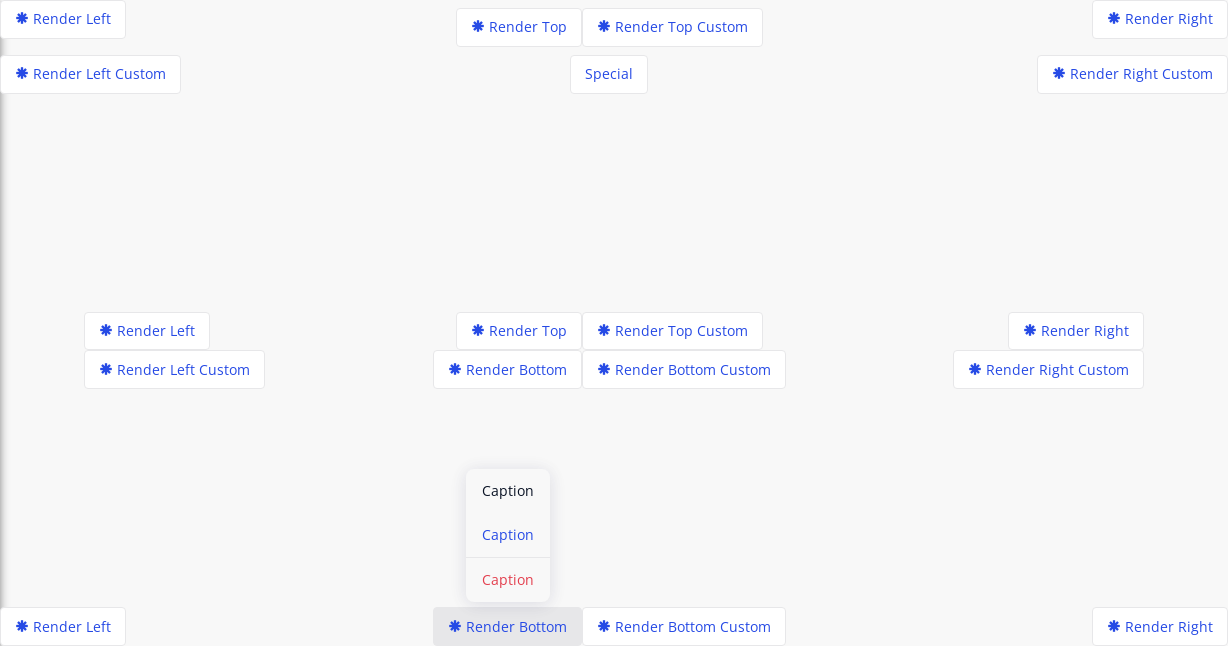 Render Left
Render Top
Render Top Custom
Render Right
Render Left Custom
Special
Render Right Custom
Render Left
Render Top
Render Top Custom
Render Right
Render Left Custom
Render Bottom
Render Bottom Custom
Render Right Custom
Caption
Caption
Caption
Render Left
Render Bottom
Render Bottom Custom
Render Right